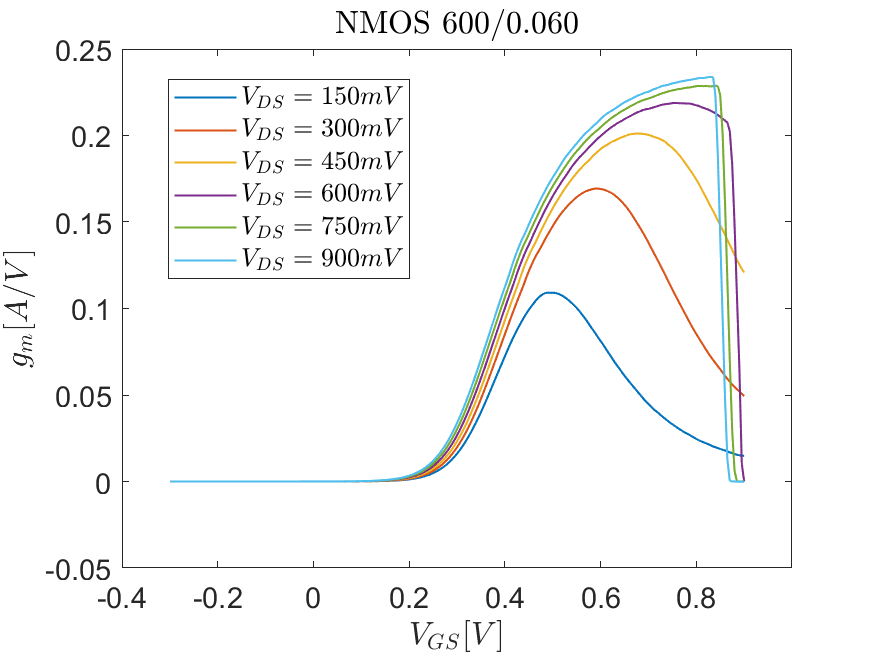 NMOS 600/0.060
0.25
0.2
0.15
0.1
0.05
0
-0.05
g_m[A/V]
V_DS = 150mV
V_DS = 300mV
V_DS = 450mV
V_DS = 600mV
V_DS = 750mV
V_DS = 900mV
-0.4 -0.2 0 0.2 0.4 0.6 0.8
V_GS[V]